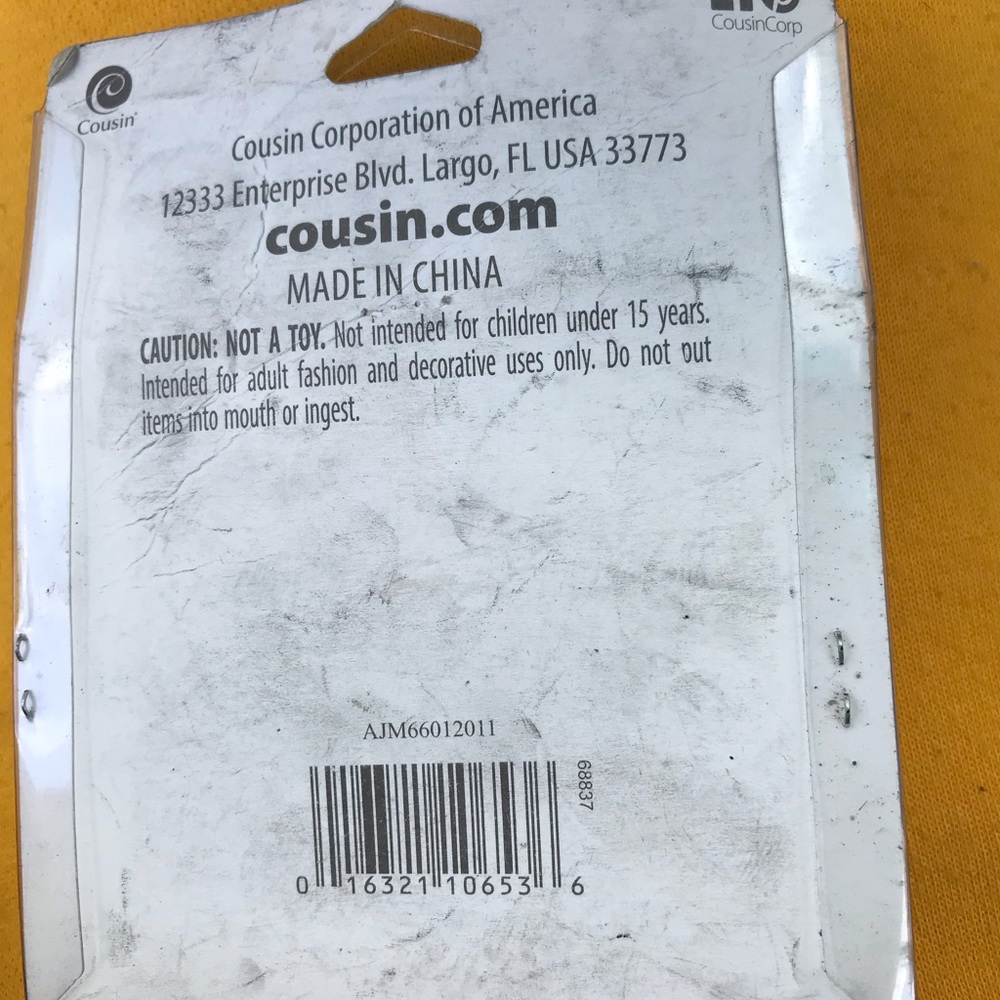 CousinCorp
Cousin®
Cousin Corporation of America
12333 Enterprise Blvd. Largo, FL USA 33773
cousin.com
MADE IN CHINA
CAUTION: NOT A TOY. Not intended for children under 15 years.
Intended for adult fashion and decorative uses only. Do not out
items into mouth or ingest.
AJM66012011
68837
0 16321 10653 6